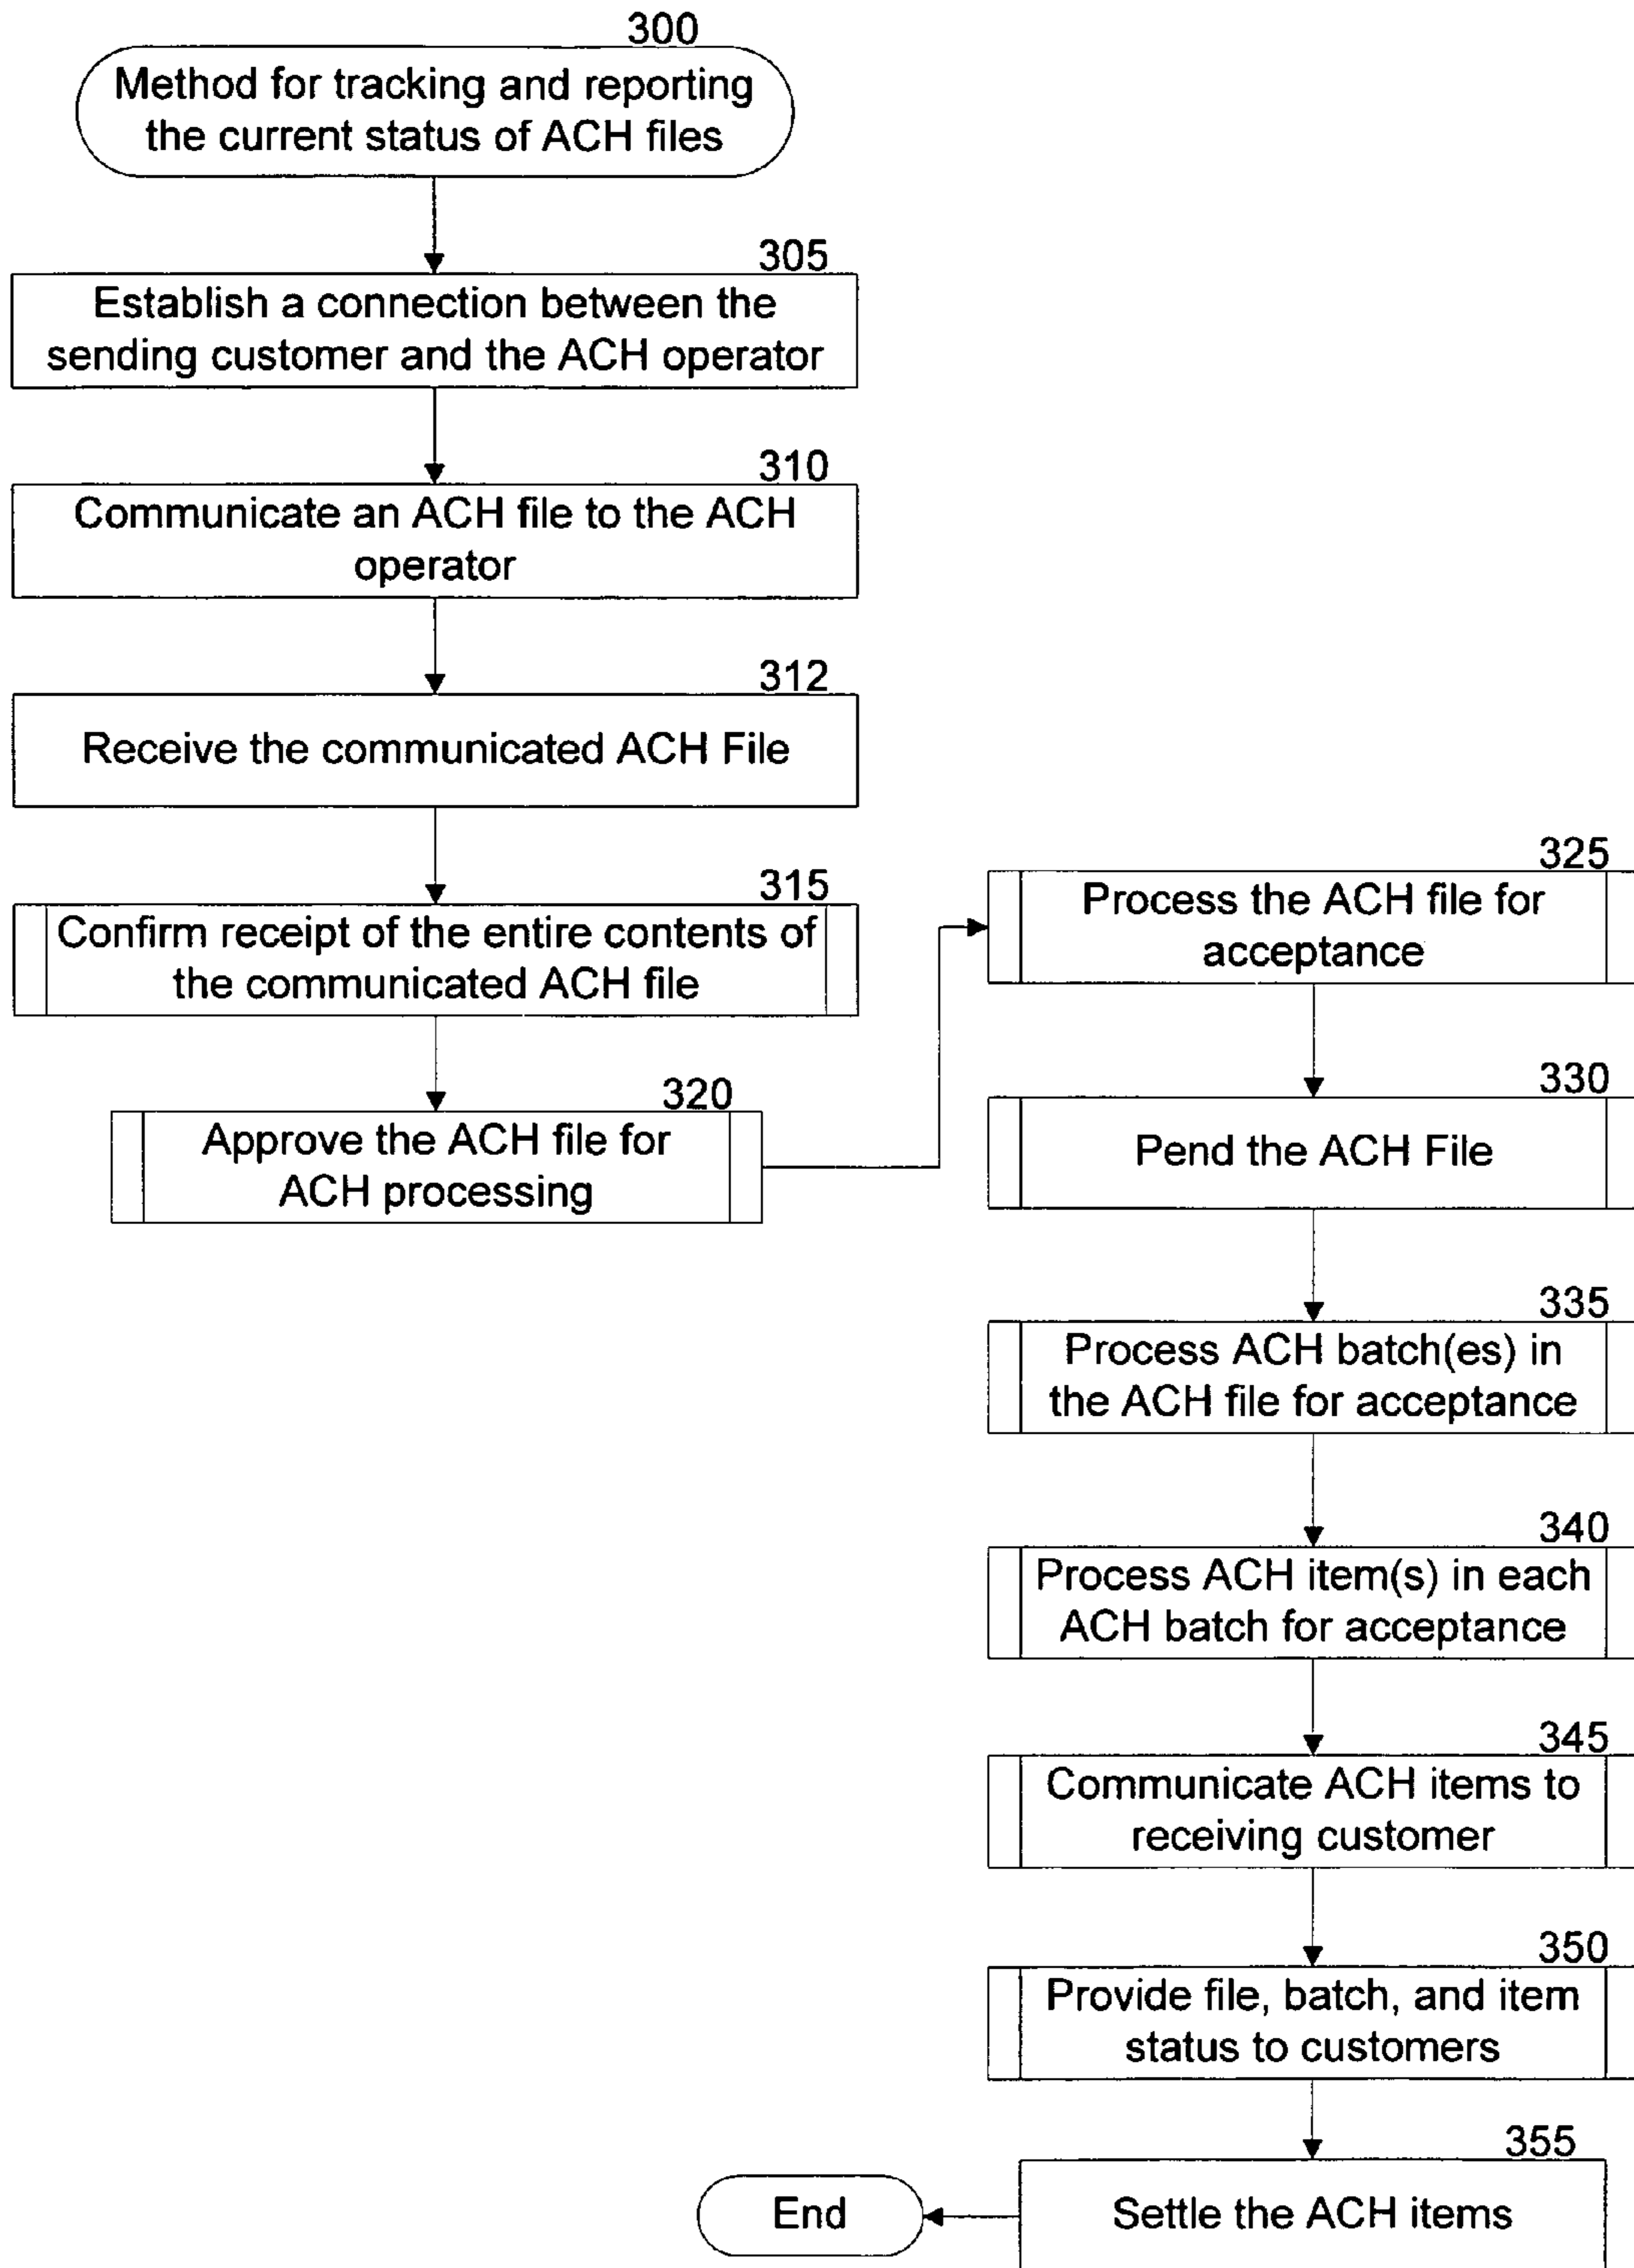 300
Method for tracking and reporting
the current status of ACH files
305
Establish a connection between the
sending customer and the ACH operator
310
Communicate an ACH file to the ACH
operator
312
Receive the communicated ACH File
315
Confirm receipt of the entire contents of
the communicated ACH file
320
Approve the ACH file for
ACH processing
325
Process the ACH file for
acceptance
330
Pend the ACH File
335
Process ACH batch(es) in
the ACH file for acceptance
340
Process ACH item(s) in each
ACH batch for acceptance
345
Communicate ACH items to
receiving customer
350
Provide file, batch, and item
status to customers
355
Settle the ACH items
End